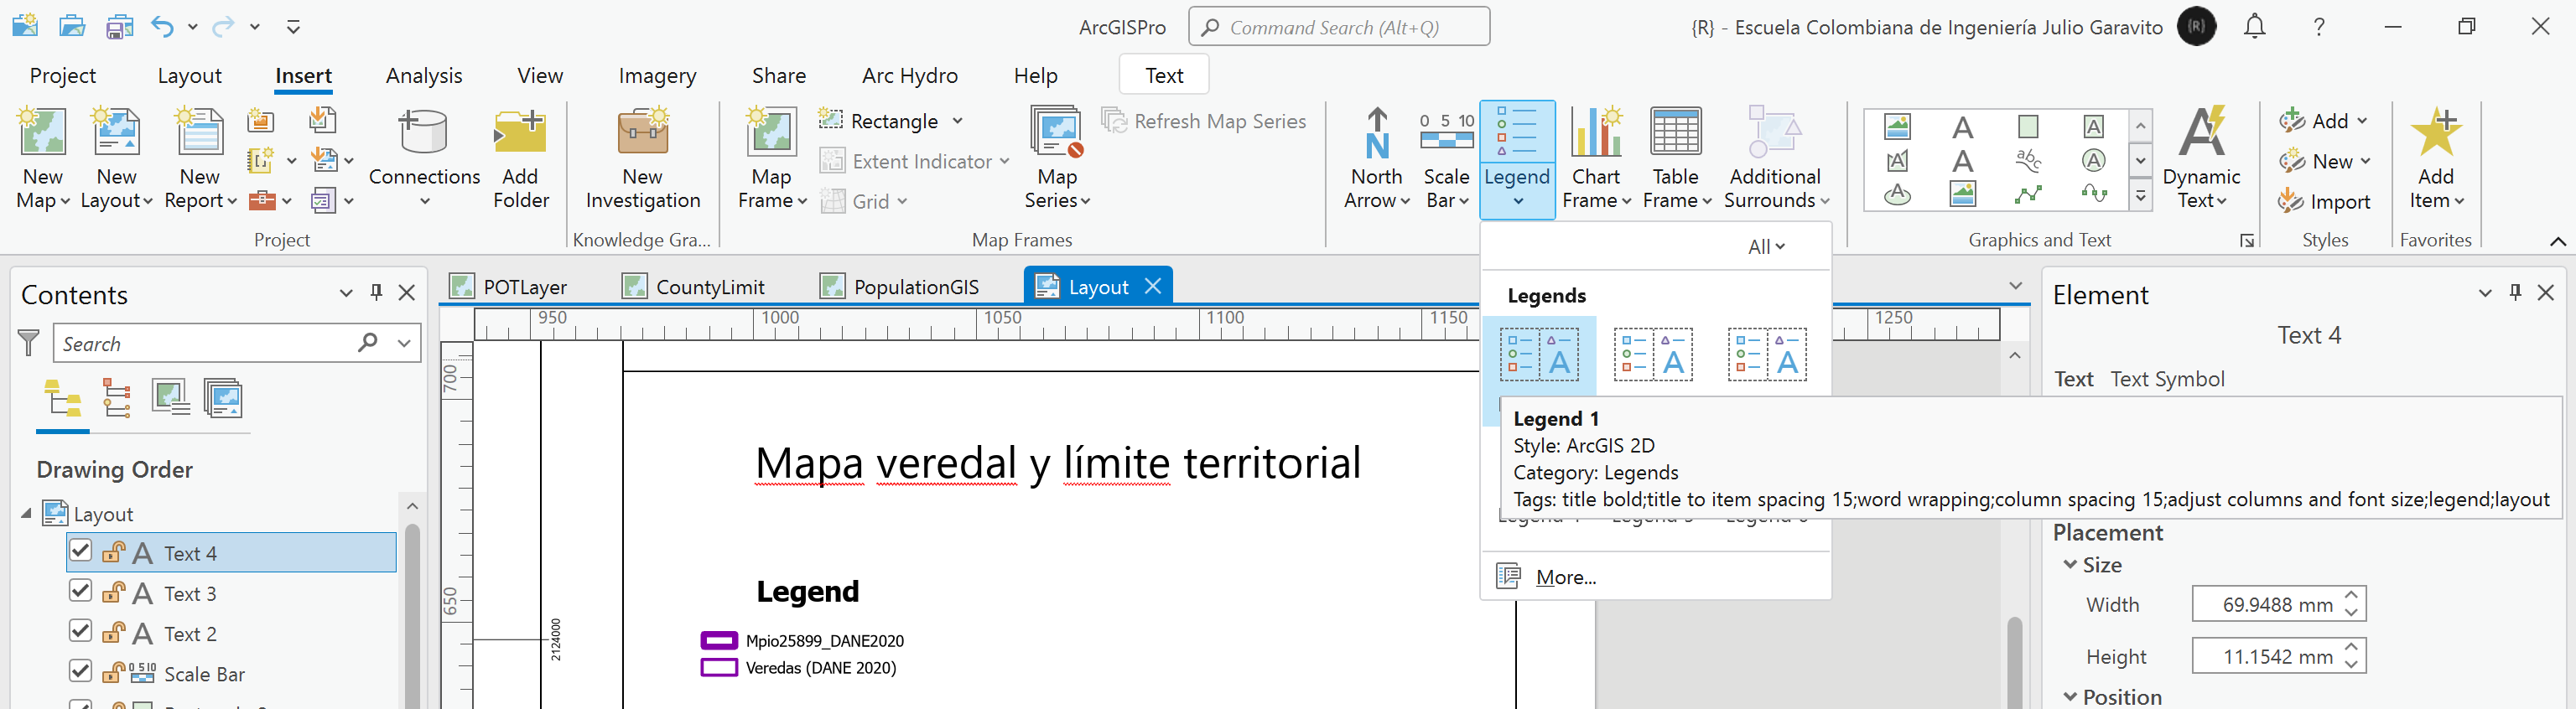 ArcGISPro
Command Search (Alt+Q)
{R} - Escuela Colombiana de Ingeniería Julio Garavito
{R}
Project
Layout
Insert
Analysis
View
Imagery
Share
Arc Hydro
Help
Text
New Map
New Layout
New Report
Connections
Add Folder
Project
New Investigation
Knowledge Gra...
Map Frame
Rectangle
Extent Indicator
Grid
Map Series
Refresh Map Series
Map Frames
North Arrow
0 5 10
Scale Bar
Legend
Chart Frame
Table Frame
Additional Surrounds
Graphics and Text
Dynamic Text
Add
New
Import
Styles
Add Item
Favorites
All
Legends
Legend 1
Style: ArcGIS 2D
Category: Legends
Tags: title bold;title to item spacing 15;word wrapping;column spacing 15;adjust columns and font size;legend;layout
More...
Contents
Search
Drawing Order
Layout
Text 4
Text 3
Text 2
Scale Bar
POTLayer
CountyLimit
PopulationGIS
Layout
950
1000
1050
1100
1150
1250
700
650
Mapa veredal y límite territorial
Legend
Mpio25899_DANE2020
Veredas (DANE 2020)
2124000
Element
Text 4
Text
Text Symbol
Placement
Size
Width
69.9488 mm
Height
11.1542 mm
Position